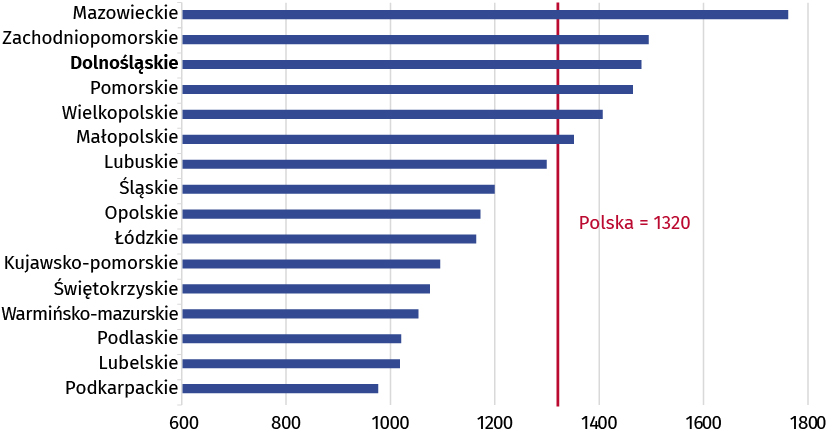 Mazowieckie
Zachodniopomorskie
Dolnośląskie
Pomorskie
Wielkopolskie
Małopolskie
Lubuskie
Śląskie
Opolskie
Polska = 1320
Łódzkie
Kujawsko-pomorskie
Świętokrzyskie
Warmińsko-mazurskie
Podlaskie
Lubelskie
Podkarpackie
600 800 1000 1200 1400 1600 1800